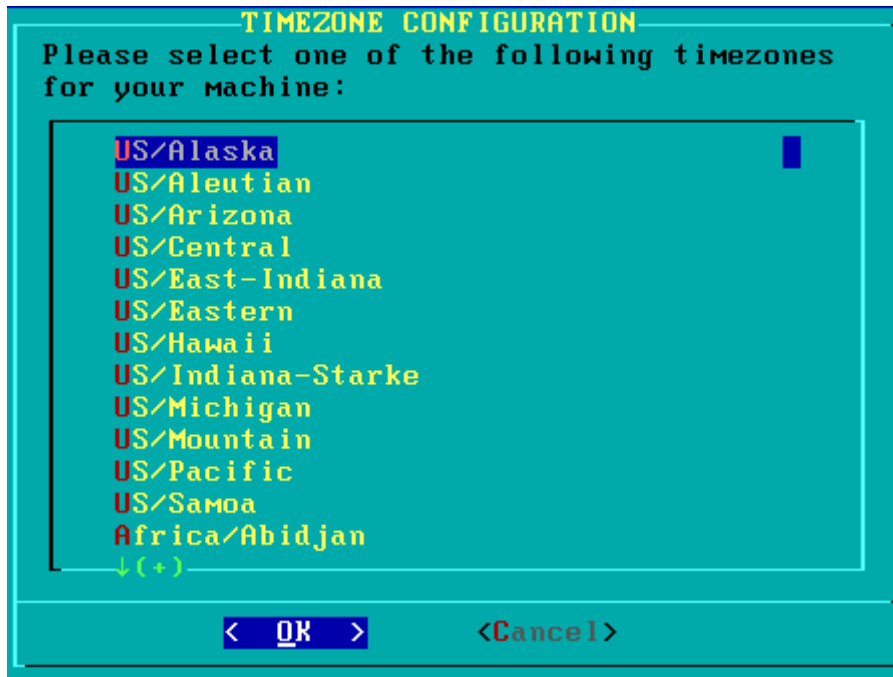 TIMEZONE CONFIGURATION
Please select one of the following timezones
for your machine:
US/Alaska
US/Aleutian
US/Arizona
US/Central
US/East-Indiana
US/Eastern
US/Hawaii
US/Indiana-Starke
US/Michigan
US/Mountain
US/Pacific
US/Samoa
Africa/Abidjan
↓(+)
< OK > <Cancel>